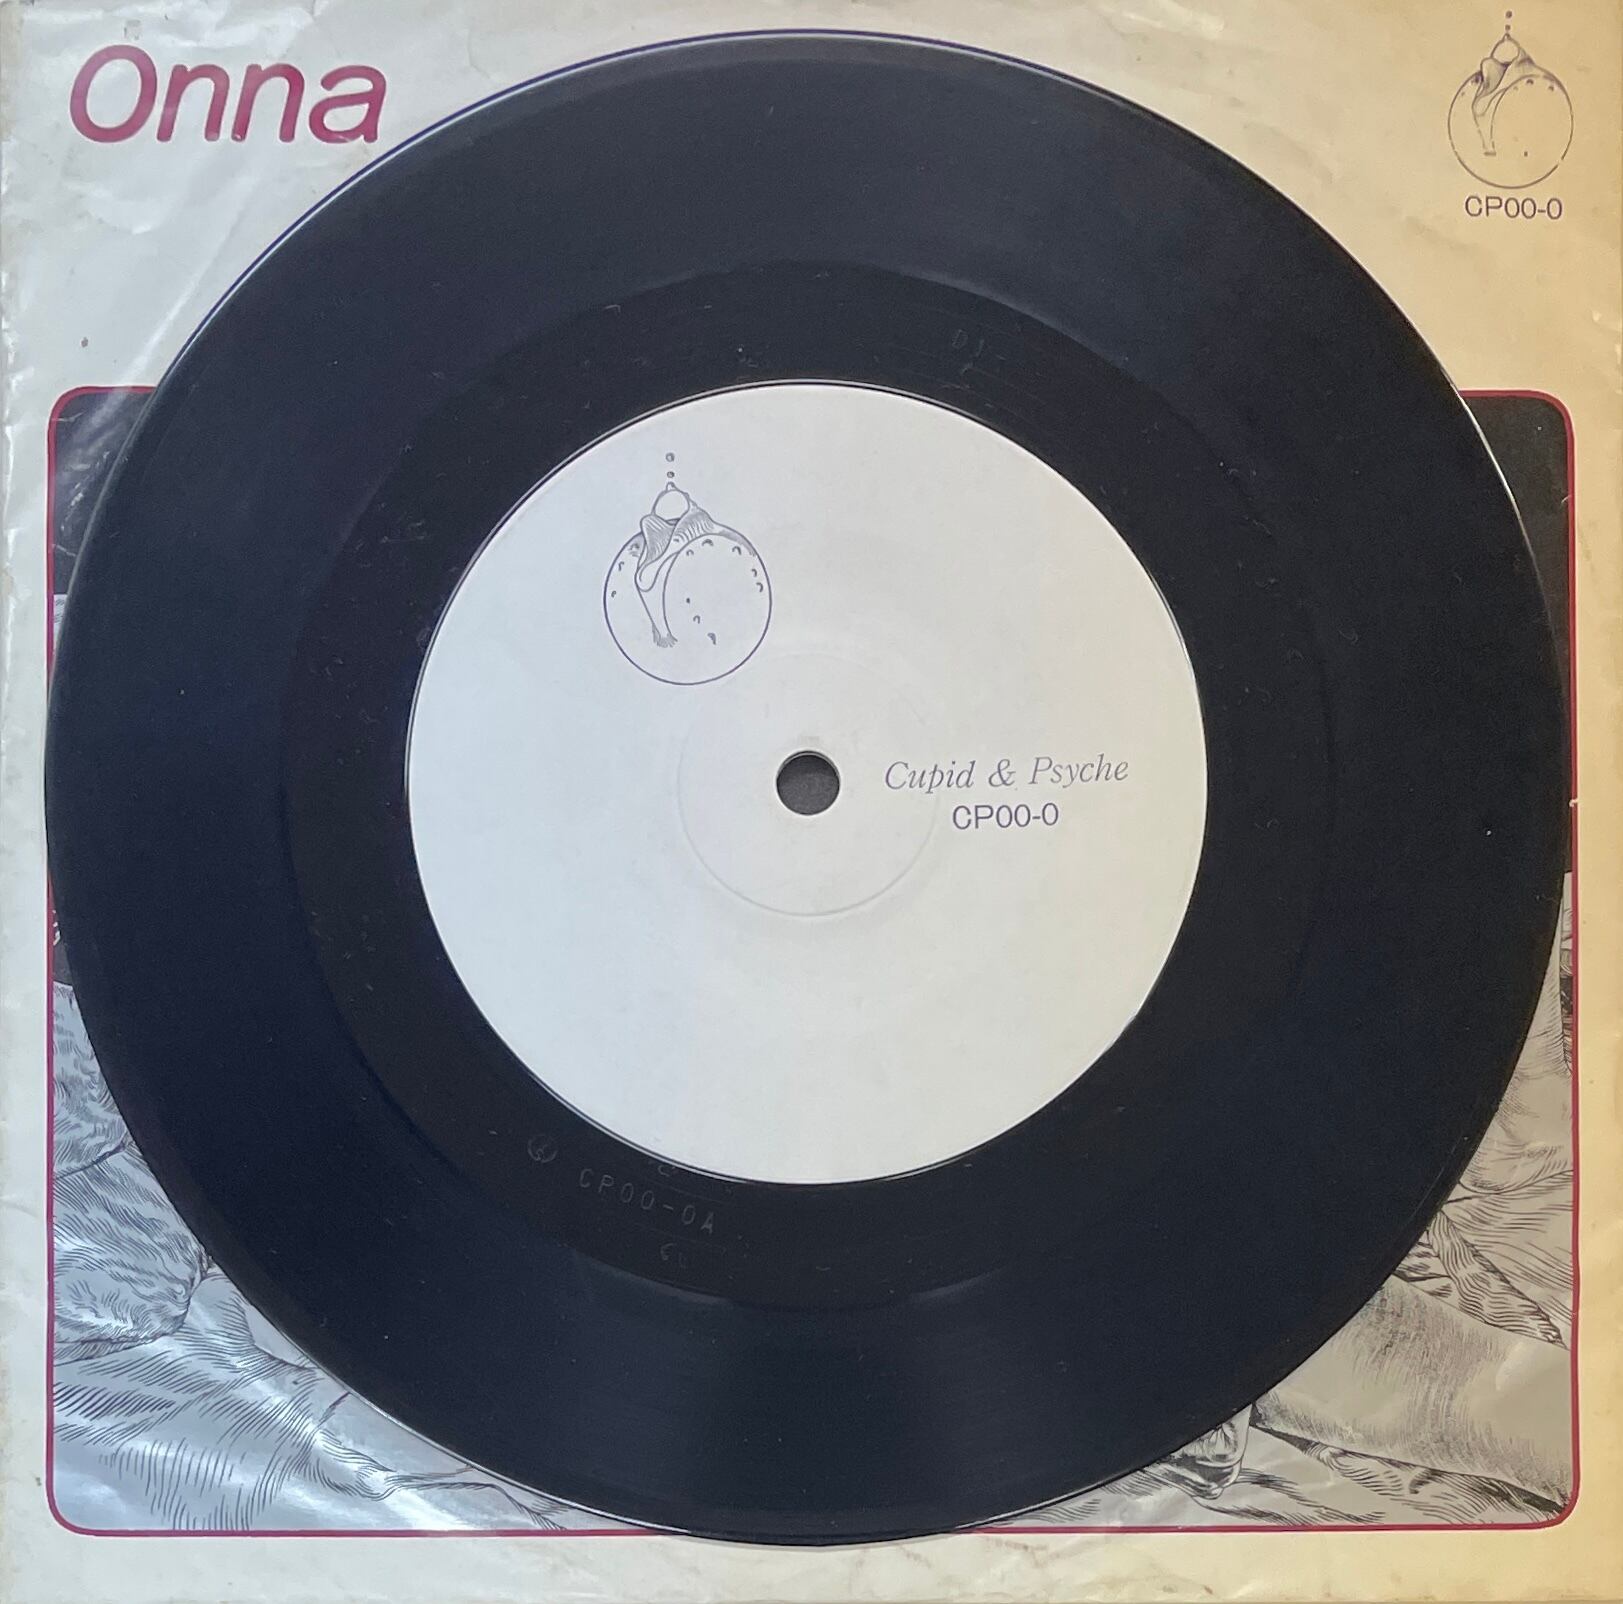 Onna
CP00-0
Cupid & Psyche
CP00-0
CP00-0A